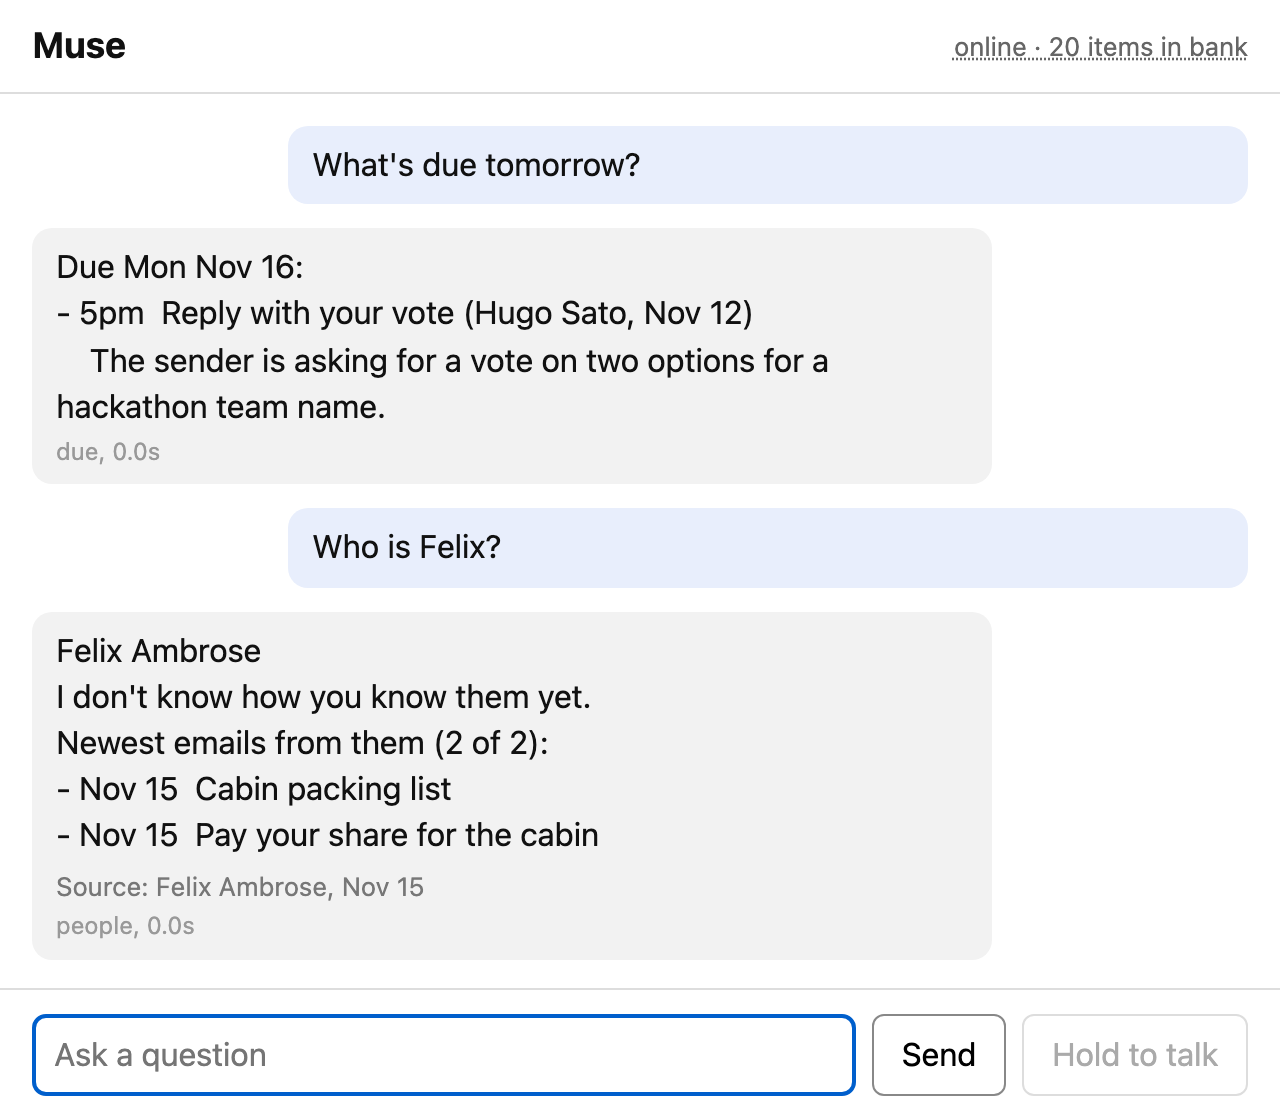 Muse
online · 20 items in bank
What's due tomorrow?
Due Mon Nov 16:
- 5pm  Reply with your vote (Hugo Sato, Nov 12)
The sender is asking for a vote on two options for a
hackathon team name.
due, 0.0s
Who is Felix?
Felix Ambrose
I don't know how you know them yet.
Newest emails from them (2 of 2):
- Nov 15  Cabin packing list
- Nov 15  Pay your share for the cabin
Source: Felix Ambrose, Nov 15
people, 0.0s
Ask a question
Send
Hold to talk